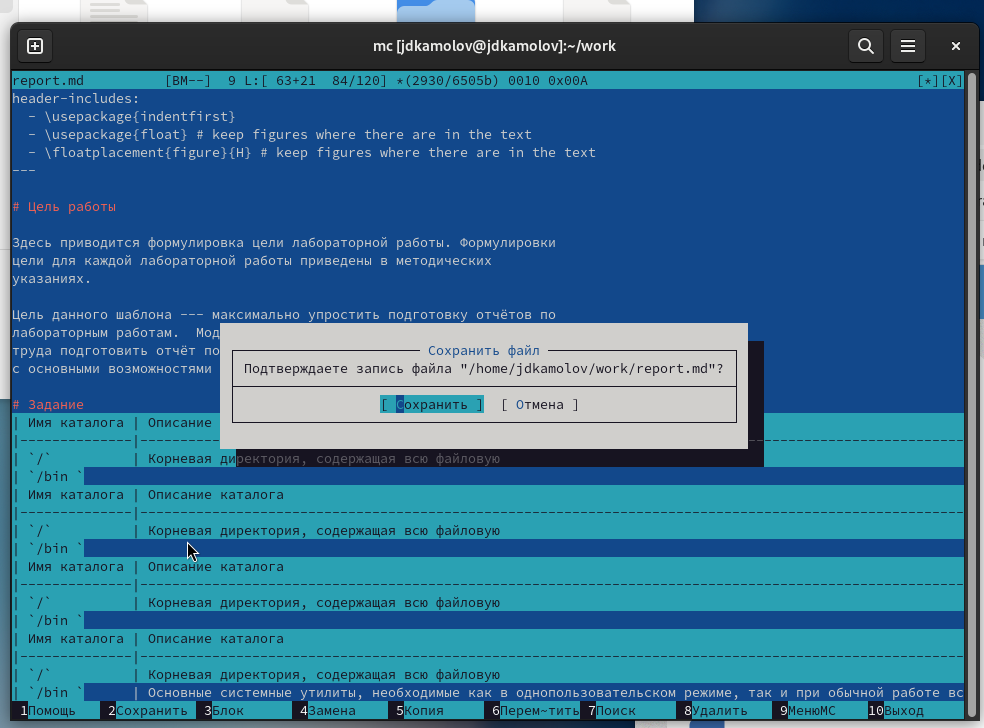 mc [jdkamolov@jdkamolov]:~/work
report.md [BM--] 9 L:[ 63+21 84/120] *(2930/6505b) 0010 0x00A [*][X]
header-includes:
- \usepackage{indentfirst}
- \usepackage{float} # keep figures where there are in the text
- \floatplacement{figure}{H} # keep figures where there are in the text
---
# Цель работы
Здесь приводится формулировка цели лабораторной работы. Формулировки
цели для каждой лабораторной работы приведены в методических
указаниях.
Цель данного шаблона --- максимально упростить подготовку отчётов по
лабораторным работам. Мод
труда подготовить отчёт по
с основными возможностями
Сохранить файл
Подтверждаете запись файла "/home/jdkamolov/work/report.md"?
[ Сохранить ] [ Отмена ]
# Задание
| Имя каталога | Описание
|--------------|
| `/` | Корневая директория, содержащая всю файловую
| `/bin `
| Имя каталога | Описание каталога
|--------------|--------------------------------------------------------------------------------------------------------
| `/` | Корневая директория, содержащая всю файловую
| `/bin `
| Имя каталога | Описание каталога
|--------------|--------------------------------------------------------------------------------------------------------
| `/` | Корневая директория, содержащая всю файловую
| `/bin `
| Имя каталога | Описание каталога
|--------------|--------------------------------------------------------------------------------------------------------
| `/` | Корневая директория, содержащая всю файловую
| `/bin ` | Основные системные утилиты, необходимые как в однопользовательском режиме, так и при обычной работе вс
1Помощь 2Сохранить 3Блок 4Замена 5Копия 6Перем~тить 7Поиск 8Удалить 9МенюMC 10Выход